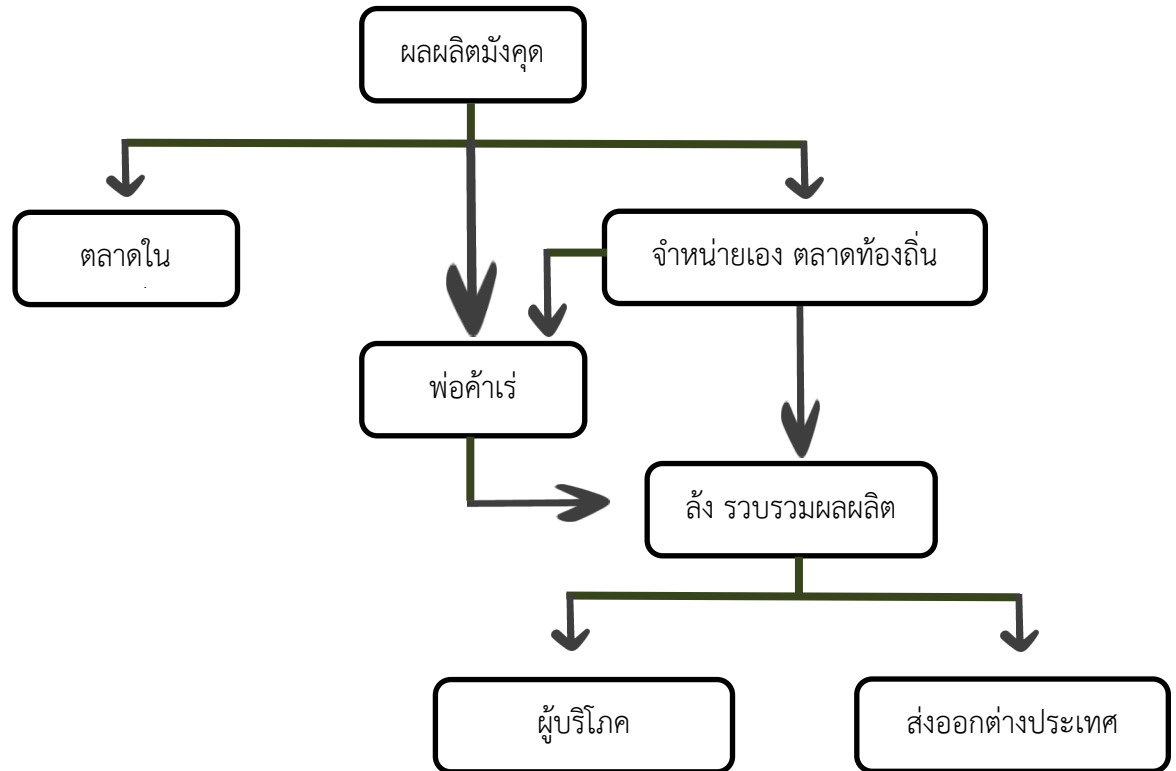 ผลผลิตมังคุด
ตลาดใน
จำหน่ายเอง ตลาดท้องถิ่น
พ่อค้าเร่
ล้ง รวบรวมผลผลิต
ผู้บริโภค
ส่งออกต่างประเทศ